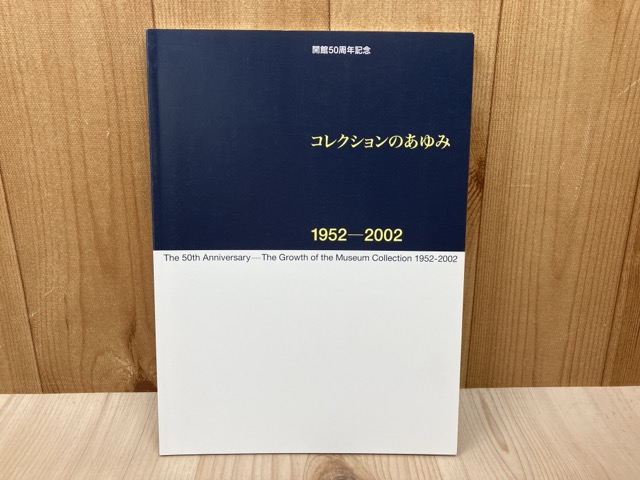 開館50周年記念
コレクションのあゆみ
1952―2002
The 50th Anversary―The Growth of the Museum Collection 1952-2002